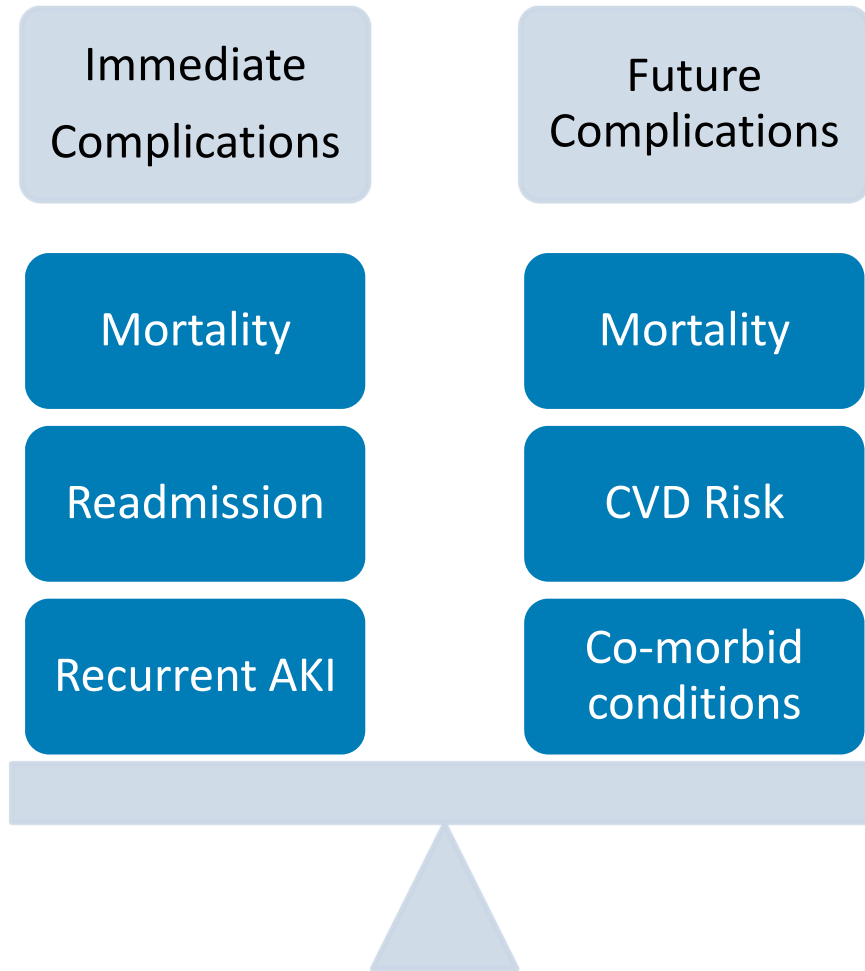 Immediate
Complications
Mortality
Readmission
Recurrent AKI
Future
Complications
Mortality
CVD Risk
Co-morbid
conditions